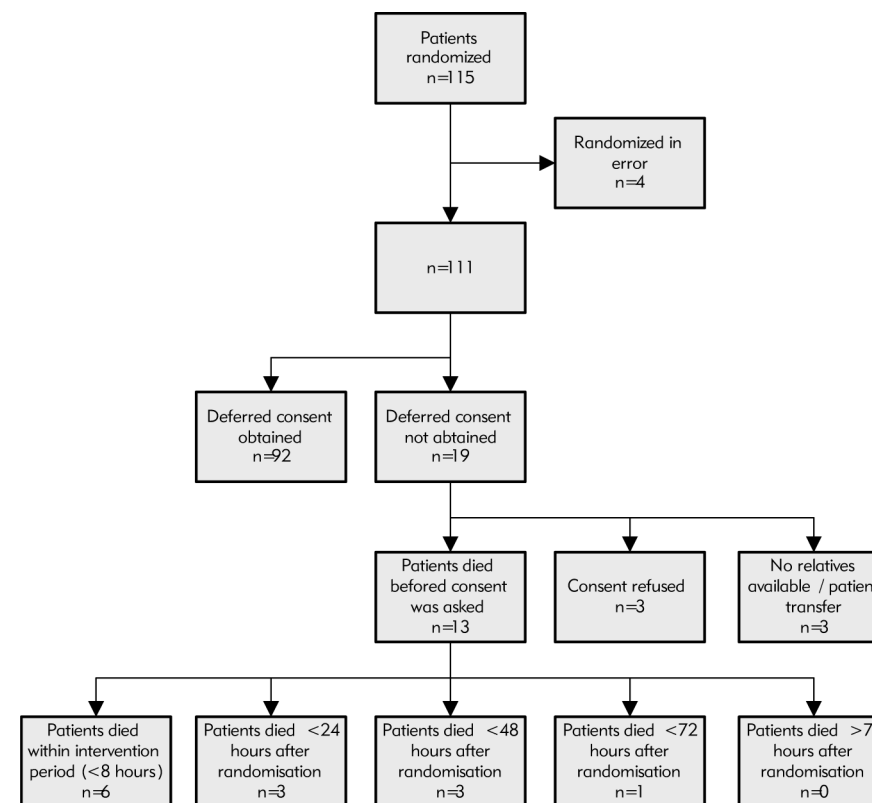 Patients
randomized
n=115
Randomized in
error
n=4
n=111
Deferred consent
obtained
n=92
Deferred consent
not abtained
n=19
Patients died
befored consent
was asked
n=13
Consent refused
n=3
No relatives
available / patien
transfer
n=3
Patients died
within intervention
period (<8 hours)
n=6
Patients died <24
hours after
randomisation
n=3
Patients died <48
hours after
randomisation
n=3
Patients died <72
hours after
randomisation
n=1
Patients died >7
hours after
randomisation
n=0